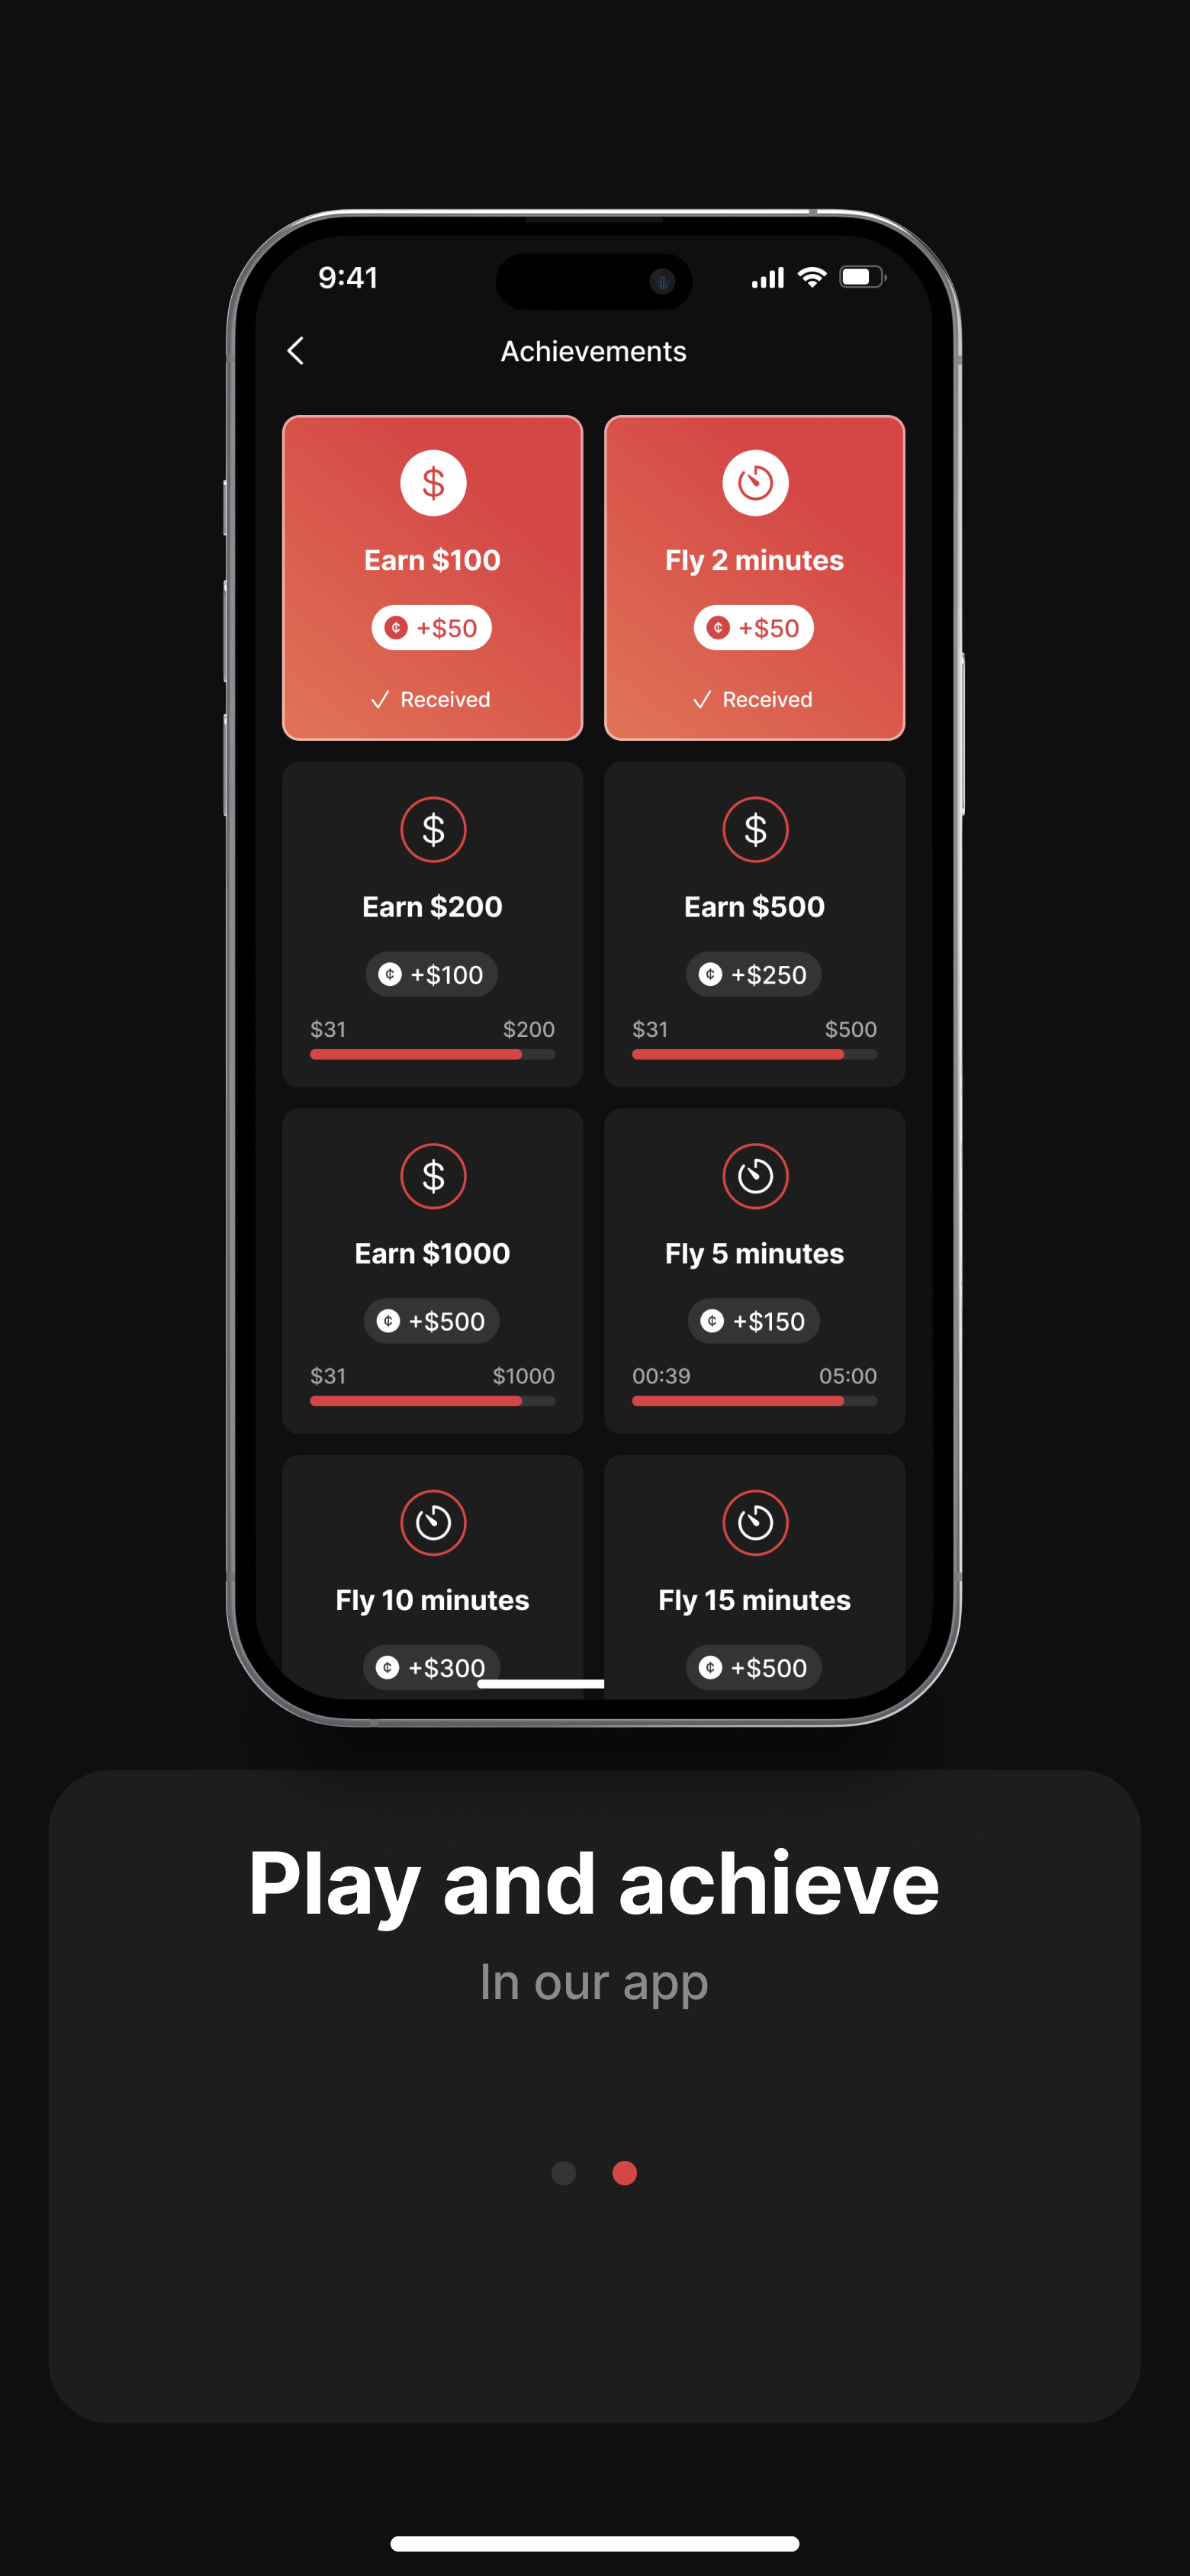 9:41
Achievements
$
Earn $100
¢ +$50
Received
Fly 2 minutes
¢ +$50
Received
$
Earn $200
¢ +$100
$31 $200
$
Earn $500
¢ +$250
$31 $500
$
Earn $1000
¢ +$500
$31 $1000
Fly 5 minutes
¢ +$150
00:39 05:00
Fly 10 minutes
¢ +$300
Fly 15 minutes
¢ +$500
Play and achieve
In our app